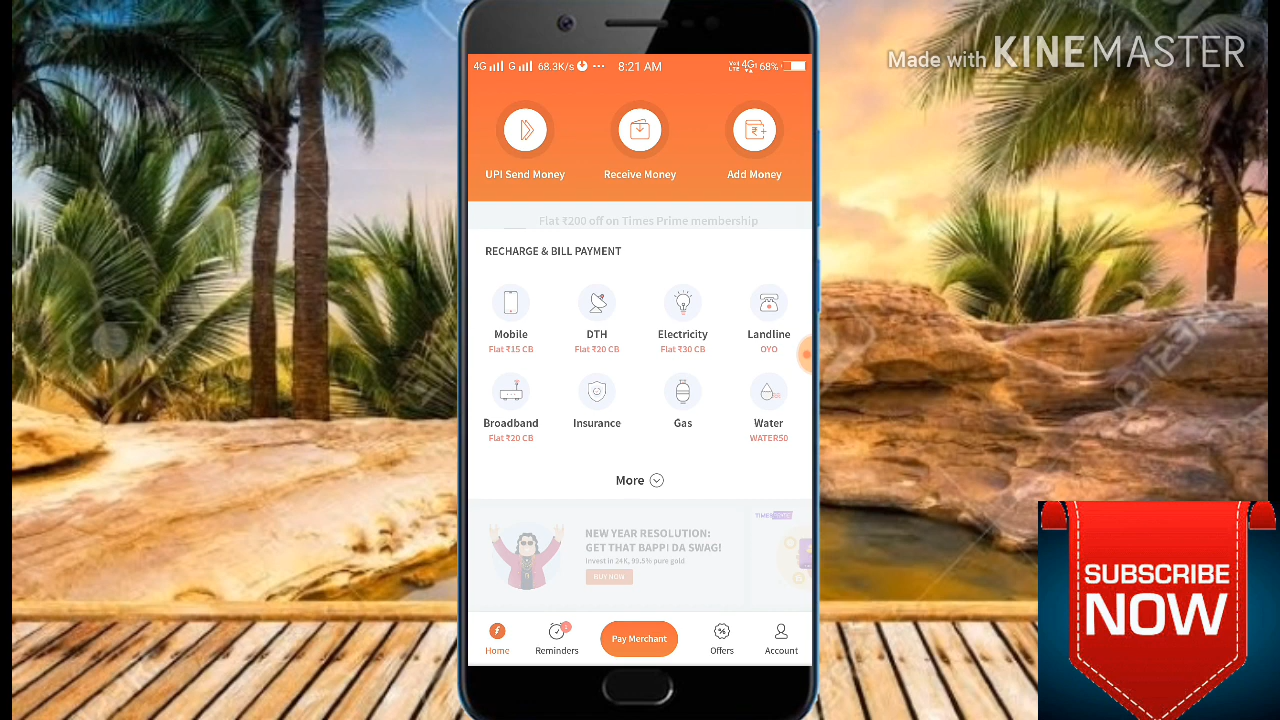 Made with KINEMASTER
4G G 68.3K/s ... 8:21 AM 4G 68%
UPI Send Money Receive Money Add Money
Flat ₹200 off on Times Prime membership
RECHARGE & BILL PAYMENT
Mobile DTH Electricity Landline
Flat ₹15 CB Flat ₹20 CB Flat ₹30 CB OYO
Broadband Insurance Gas Water
Flat ₹20 CB WATER50
More
NEW YEAR RESOLUTION:
GET THAT BAPPI DA SWAG!
Invest in 24K, 99.5% pure gold
BUY NOW
Home Reminders Pay Merchant Offers Account
SUBSCRIBE
NOW
123RF